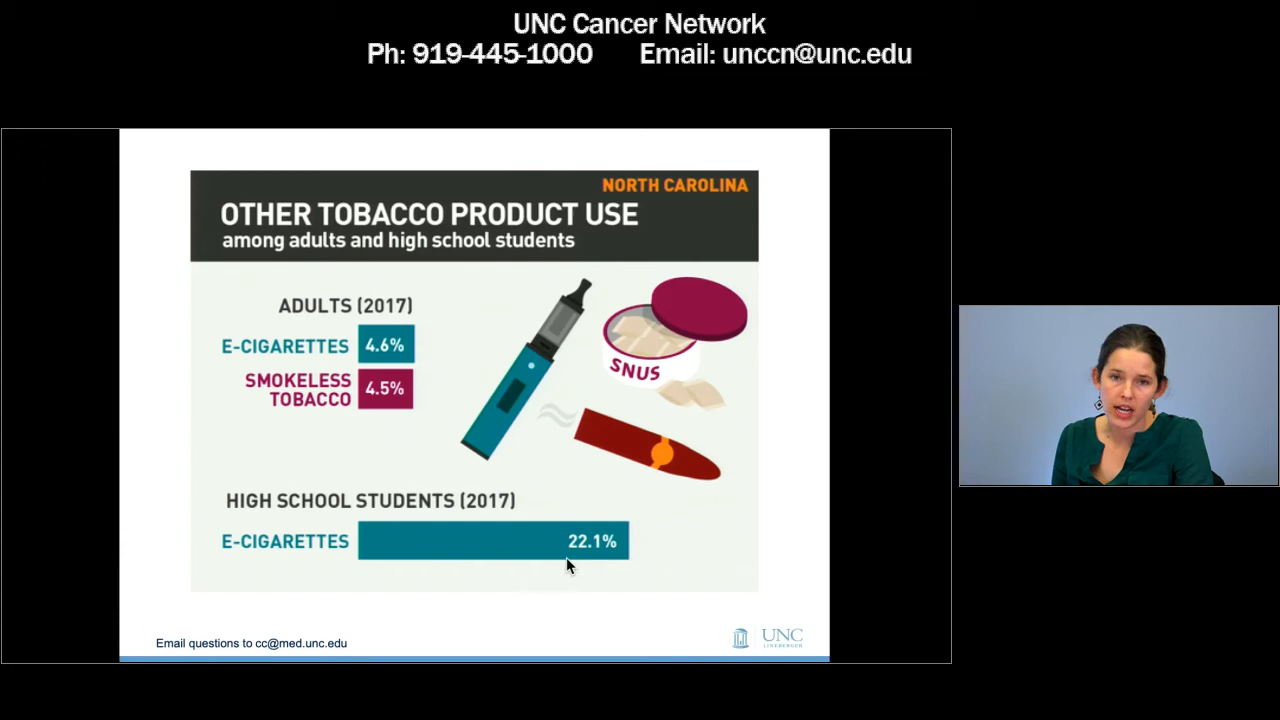 UNC Cancer Network
Ph: 919-445-1000 Email: unccn@unc.edu
NORTH CAROLINA
OTHER TOBACCO PRODUCT USE
among adults and high school students
ADULTS (2017)
E-CIGARETTES 4.6%
SMOKELESS
TOBACCO 4.5%
SNUS
HIGH SCHOOL STUDENTS (2017)
E-CIGARETTES 22.1%
Email questions to cc@med.unc.edu
UNC
LINEBERGER